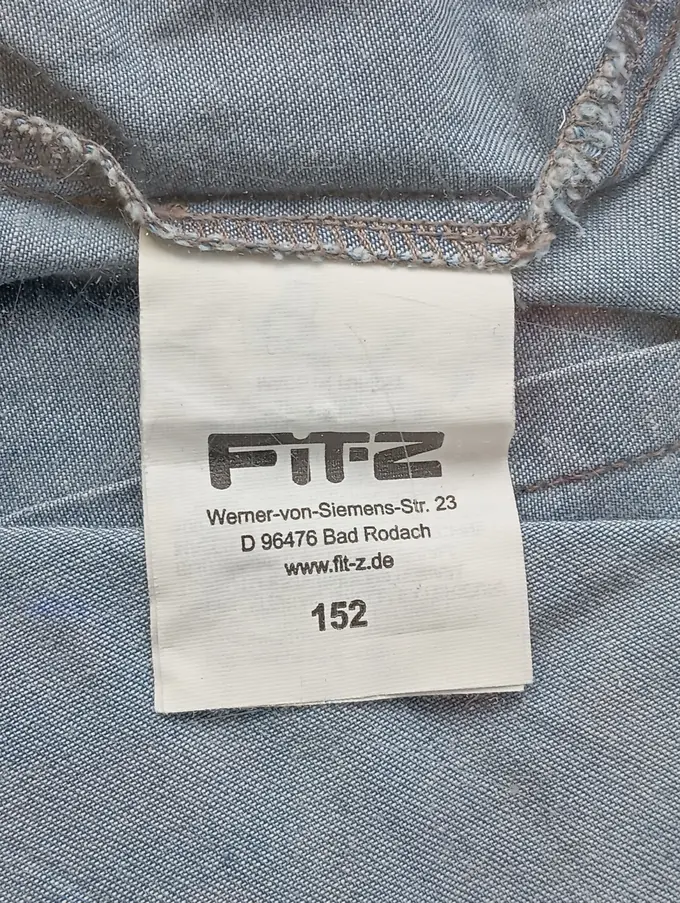 FIT-Z
Werner-von-Siemens-Str. 23
D 96476 Bad Rodach
www.fit-z.de
152